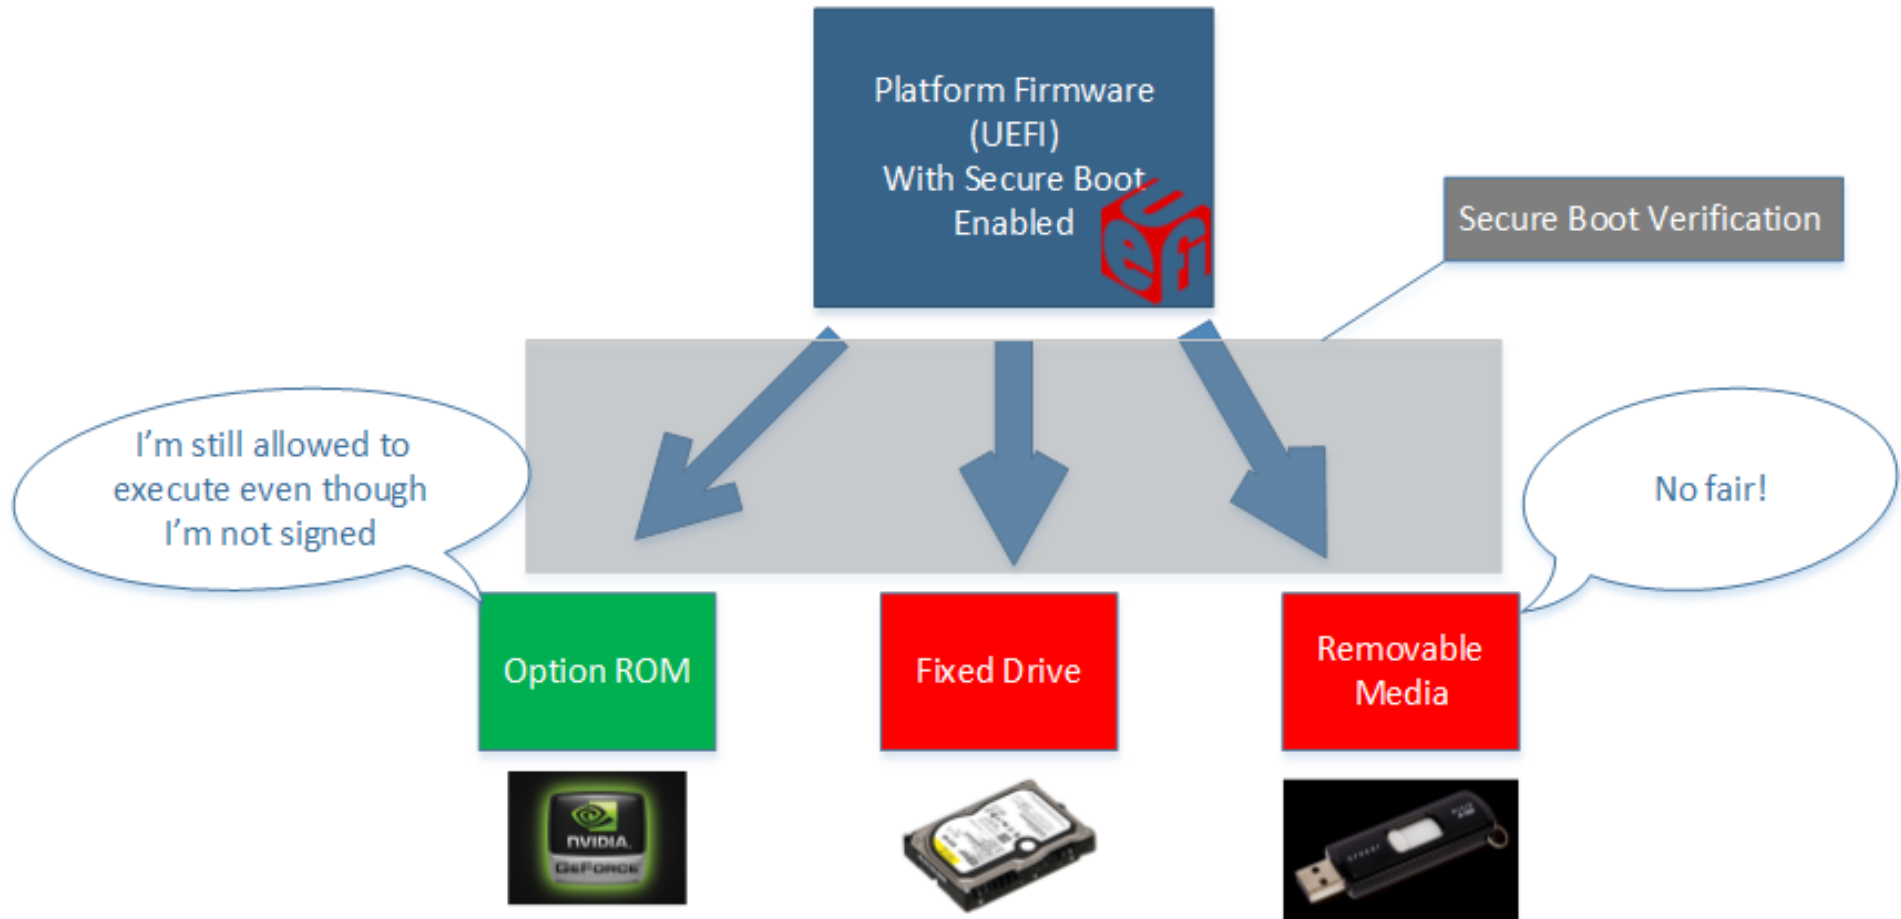 Platform Firmware
(UEFI)
With Secure Boot
Enabled
uefi
Secure Boot Verification
I'm still allowed to
execute even though
I'm not signed
No fair!
Option ROM
Fixed Drive
Removable
Media
NVIDIA.
GEFORCE